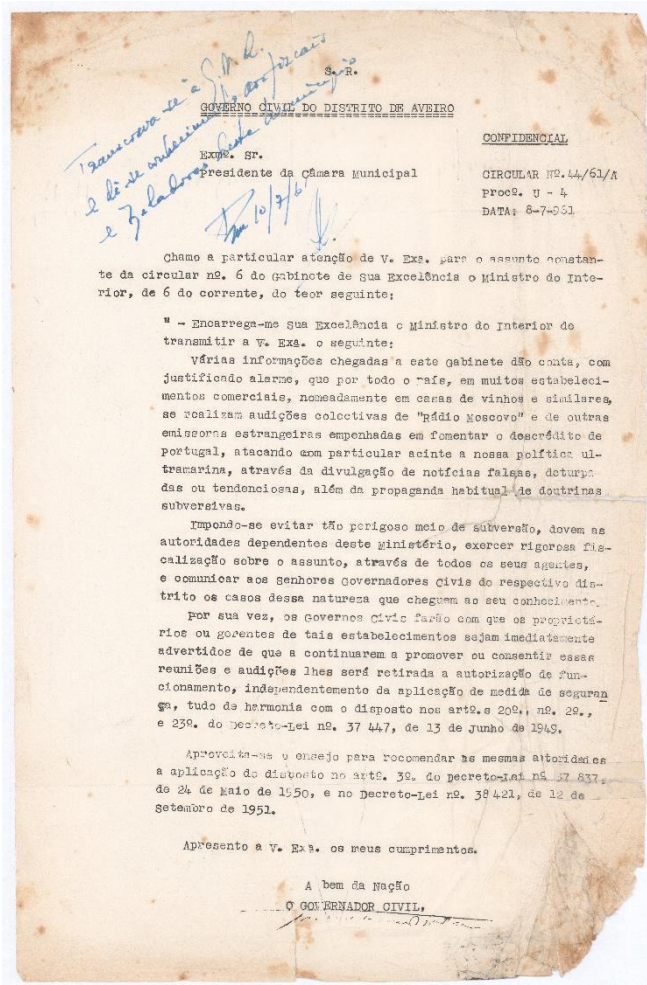 Transcreva-se à G.N.R.
e dê-se conhecimento aos fiscais
e zeladores deste município
Em 10/7/61
S. R.
GOVERNO CIVIL DO DISTRITO DE AVEIRO
CONFIDENCIAL
Exmº. Sr.
Presidente da Câmara Municipal
CIRCULAR Nº.44/61/A
Procº. U - 4
DATA: 8-7-961
Chamo a particular atenção de V. Exa. para o assunto constan-
te da circular nº. 6 do Gabinete de Sua Excelência o Ministro do Inte-
rior, de 6 do corrente, do teor seguinte:
" - Encarrega-me Sua Excelência o Ministro do Interior de
transmitir a V. Exa. o seguinte:
Várias informações chegadas a este Gabinete dão conta, com
justificado alarme, que por todo o País, em muitos estabeleci-
mentos comerciais, nomeadamente em casas de vinhos e similares,
se realizam audições colectivas de "Rádio Moscovo" e de outras
emissoras estrangeiras empenhadas em fomentar o descrédito de
Portugal, atacando com particular acinte a nossa política ul-
tramarina, através da divulgação de notícias falsas, deturpa
das ou tendenciosas, além da propaganda habitual de doutrinas
subversivas.
Impondo-se evitar tão perigoso meio de subversão, devem as
autoridades dependentes deste Ministério, exercer rigorosa fis-
calização sobre o assunto, através de todos os seus agentes,
e comunicar aos Senhores Governadores Civis do respectivo dis-
trito os casos dessa natureza que cheguem ao seu conhecimento.
Por sua vez, os Governos Civis farão com que os proprietá-
rios ou gerentes de tais estabelecimentos sejam imediatamente
advertidos de que a continuarem a promover ou consentir essas
reuniões e audições lhes será retirada a autorização de fun-
cionamento, independentemente da aplicação de medida de seguran
ça, tudo de harmonia com o disposto nos artº.s 20º., nº. 2º.,
e 23º. do Decreto-Lei nº. 37 447, de 13 de Junho de 1949.
Aproveita-se o ensejo para recomendar às mesmas autoridades
a aplicação do disposto no artº. 3º. do Decreto-Lei nº 37 837,
de 24 de Maio de 1950, e no Decreto-Lei nº. 38 421, de 12 de
Setembro de 1951.
Apresento a V. Exa. os meus cumprimentos.
A bem da Nação
O GOVERNADOR CIVIL,